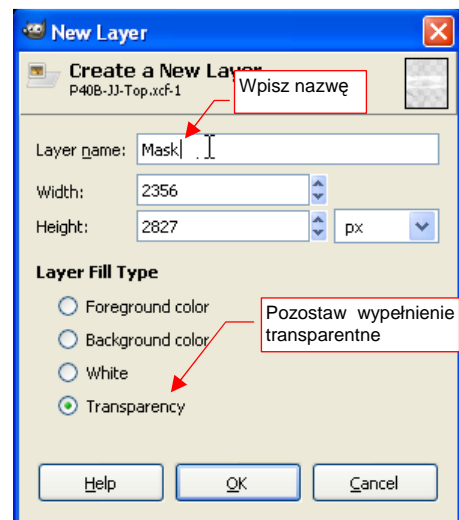 New Layer
Create a New Layer
P40B-JJ-Top.xcf-1
Wpisz nazwę
Layer name: Mask
Width: 2356
Height: 2827 px
Layer Fill Type
Foreground color
Pozostaw wypełnienie
transparentne
Background color
White
Transparency
Help OK Cancel